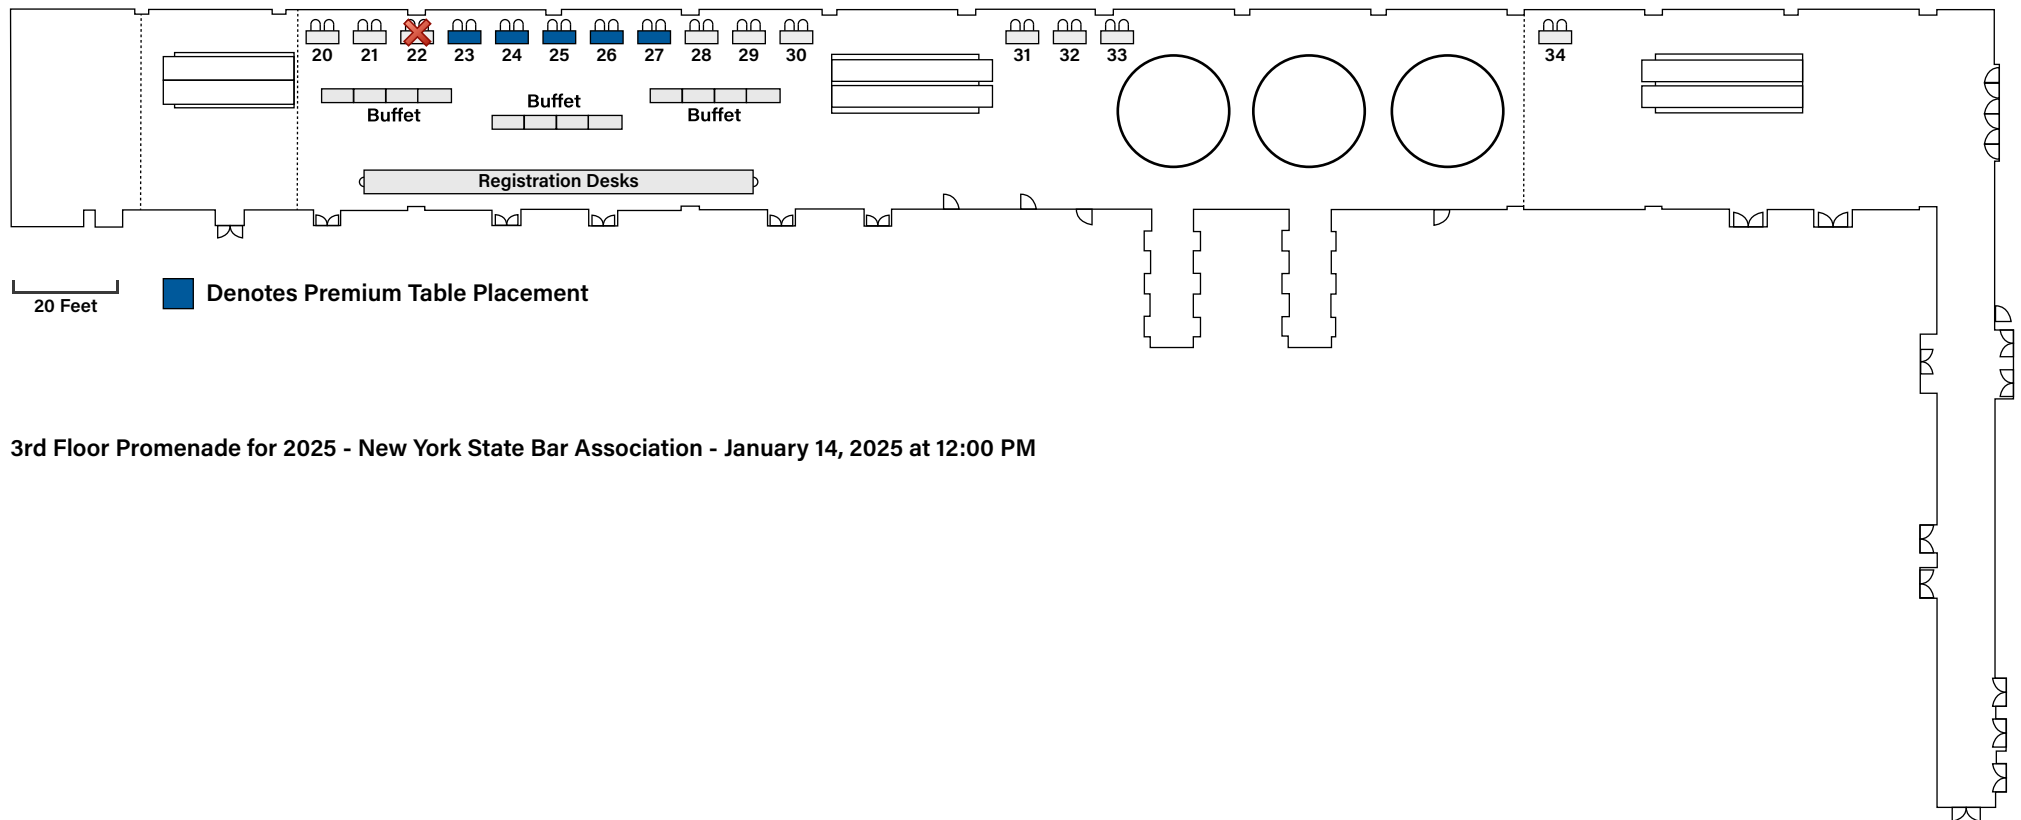 20 21 22 23 24 25 26 27 28 29 30 31 32 33 34
Buffet
Buffet
Buffet
Registration Desks
20 Feet
Denotes Premium Table Placement
3rd Floor Promenade for 2025 - New York State Bar Association - January 14, 2025 at 12:00 PM